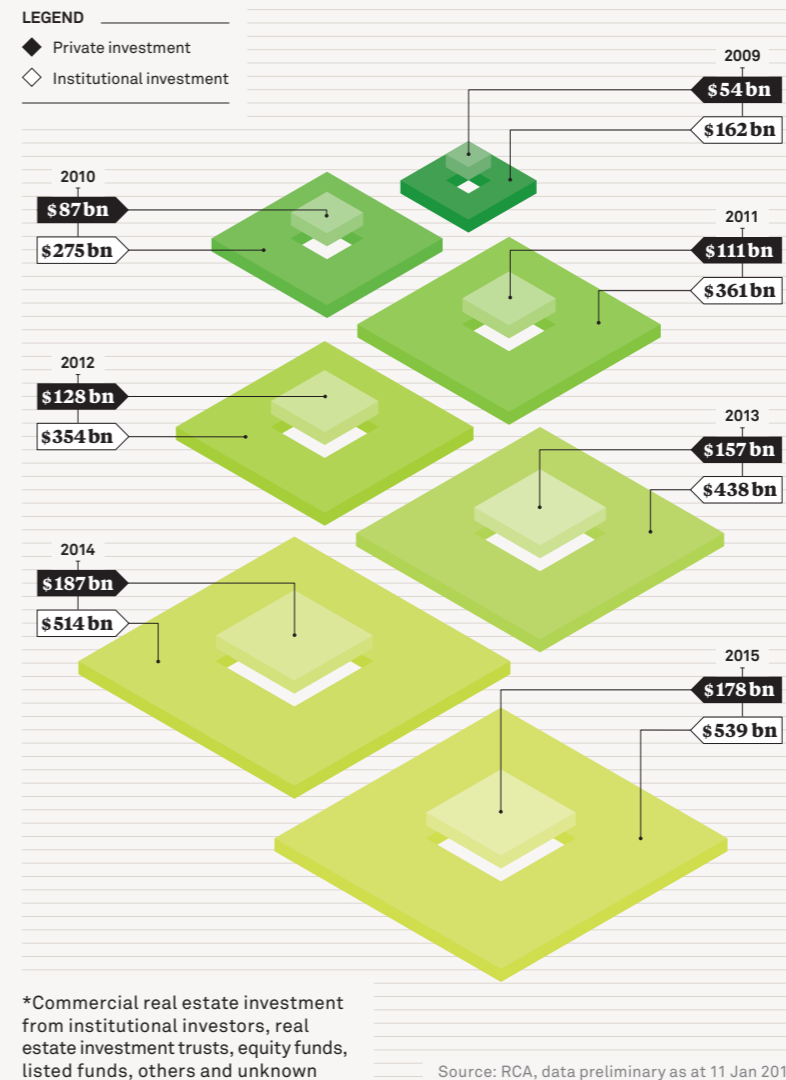 LEGEND
Private investment
Institutional investment
2009
$54bn
$162bn
2010
$87bn
$275bn
2011
$111bn
$361bn
2012
$128bn
$354bn
2013
$157bn
$438bn
2014
$187bn
$514bn
2015
$178bn
$539bn
*Commercial real estate investment
from institutional investors, real
estate investment trusts, equity funds,
listed funds, others and unknown
Source: RCA, data preliminary as at 11 Jan 201